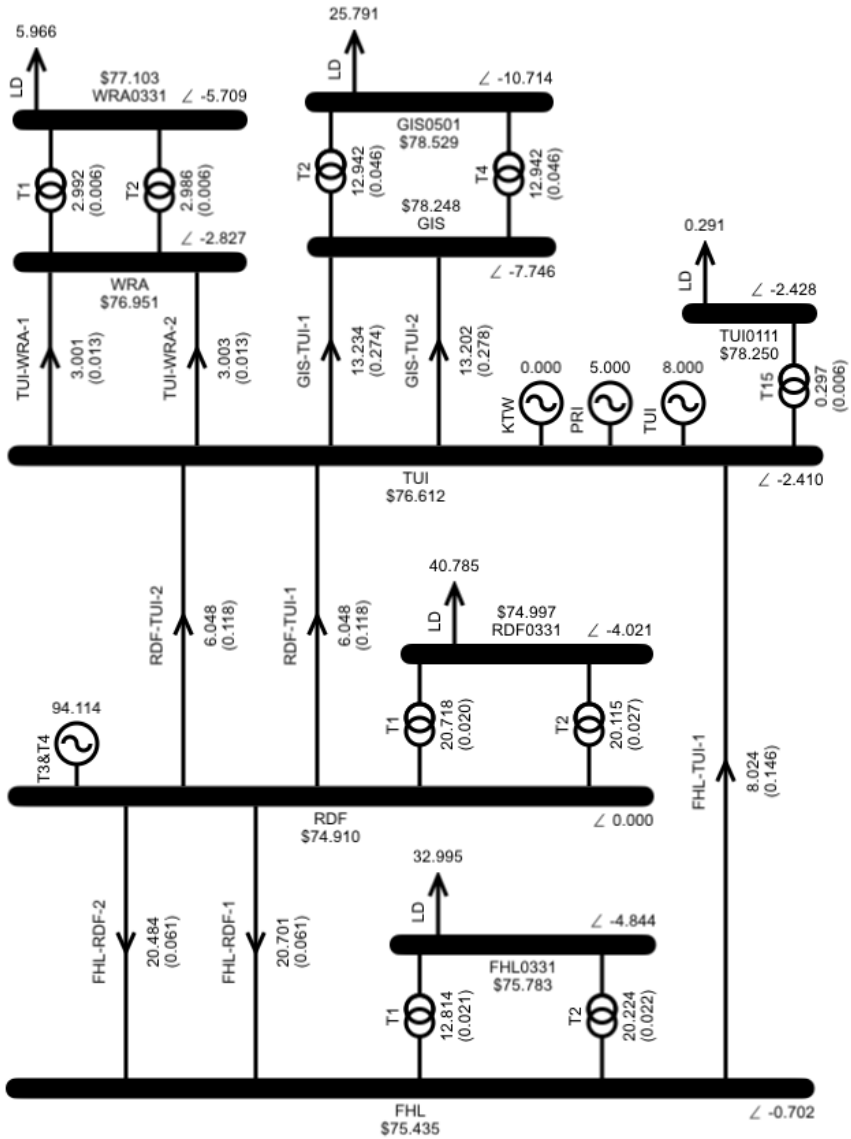 5.966
LD
$77.103
WRA0331
∠ -5.709
T1
2.992
(0.006)
T2
2.986
(0.006)
∠ -2.827
WRA
$76.951
TUI-WRA-1
3.001
(0.013)
TUI-WRA-2
3.003
(0.013)
25.791
LD
∠ -10.714
GIS0501
$78.529
T2
12.942
(0.046)
T4
12.942
(0.046)
$78.248
GIS
∠ -7.746
GIS-TUI-1
13.234
(0.274)
GIS-TUI-2
13.202
(0.278)
0.291
LD
∠ -2.428
TUI0111
$78.250
T15
0.297
(0.006)
0.000
KTW
5.000
PRI
8.000
TUI
TUI
$76.612
∠ -2.410
RDF-TUI-2
6.048
(0.118)
RDF-TUI-1
6.048
(0.118)
40.785
LD
$74.997
RDF0331
∠ -4.021
T1
20.718
(0.020)
T2
20.115
(0.027)
94.114
T3&T4
RDF
$74.910
∠ 0.000
FHL-TUI-1
8.024
(0.146)
FHL-RDF-2
20.484
(0.061)
FHL-RDF-1
20.701
(0.061)
32.995
LD
∠ -4.844
FHL0331
$75.783
T1
12.814
(0.021)
T2
20.224
(0.022)
FHL
$75.435
∠ -0.702